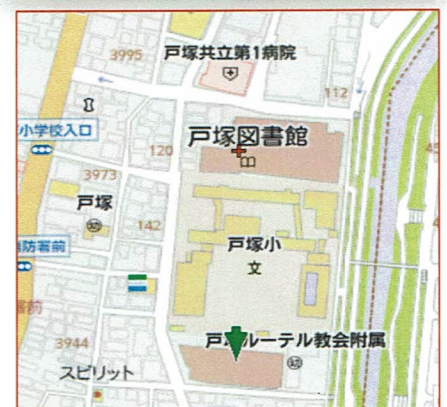 3995
戸塚共立第1病院
112
小学校入口
戸塚図書館
120
3973
戸塚
142
防署前
戸塚小
文
戸
ルーテル教会附属
3944
スピリット